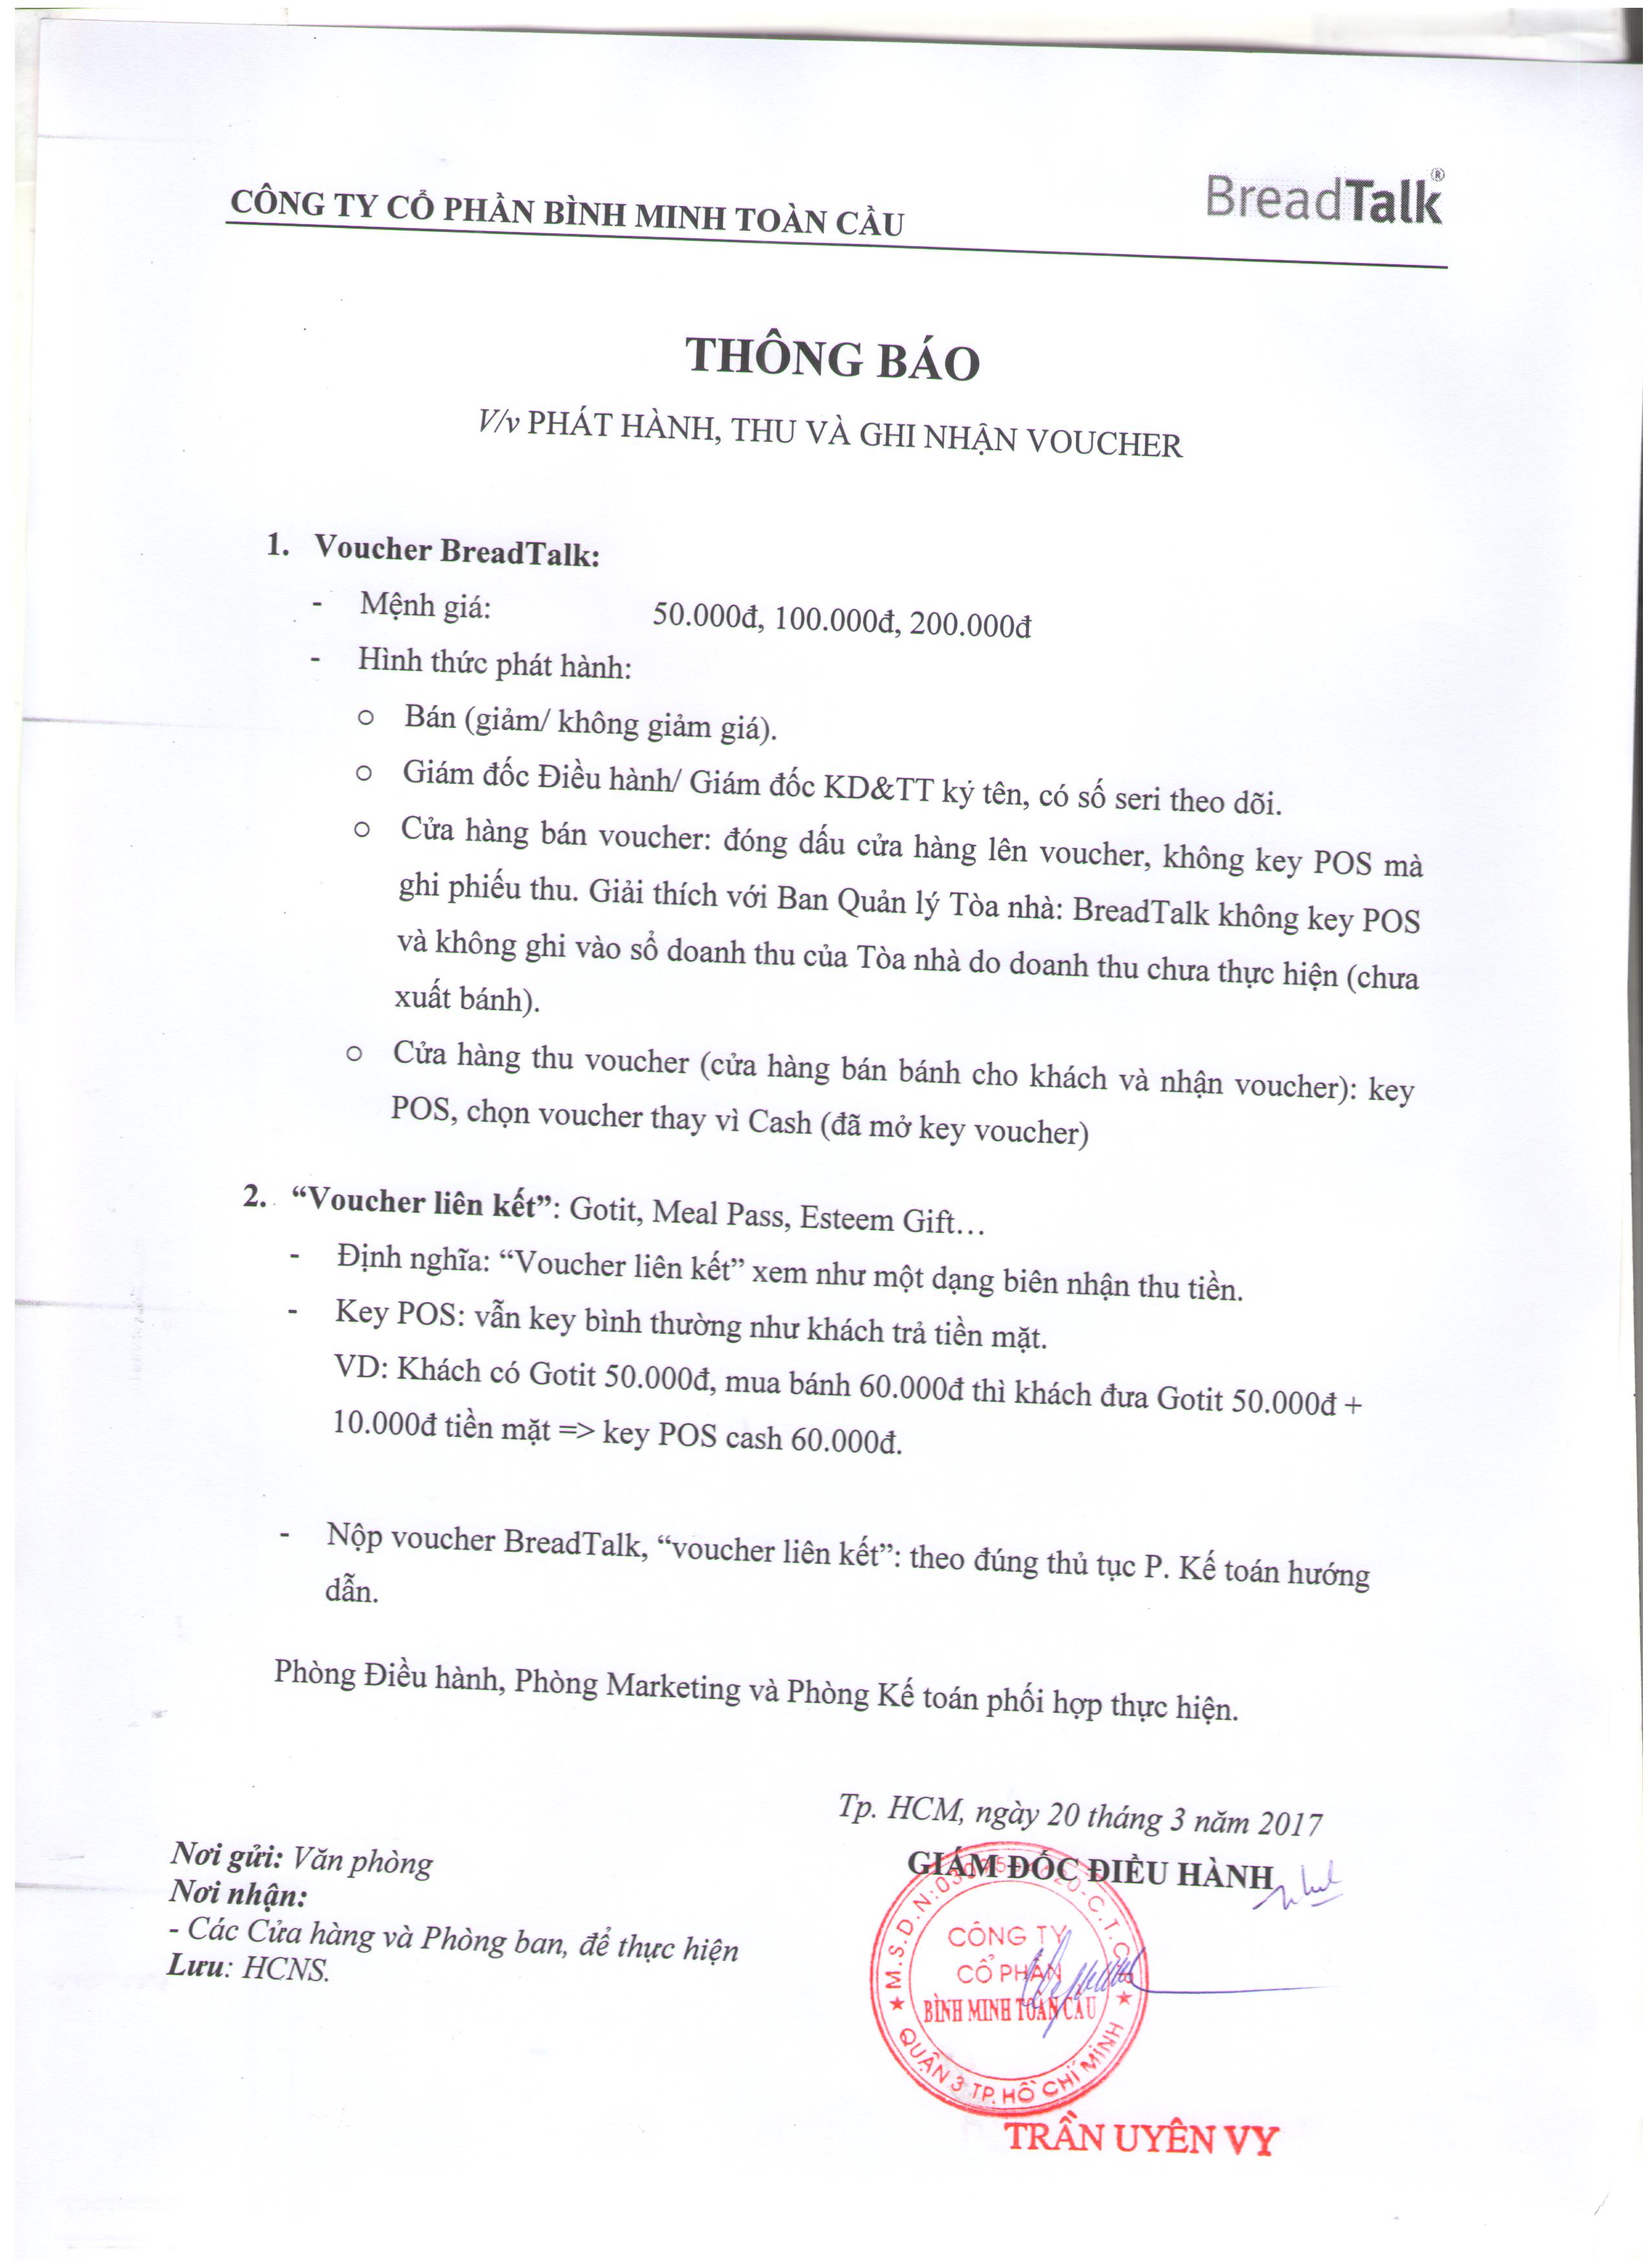 CÔNG TY CỔ PHẦN BÌNH MINH TOÀN CẦU
BreadTalk®
THÔNG BÁO
V/v PHÁT HÀNH, THU VÀ GHI NHẬN VOUCHER
1. Voucher BreadTalk:
- Mệnh giá: 50.000đ, 100.000đ, 200.000đ
- Hình thức phát hành:
o Bán (giảm/ không giảm giá).
o Giám đốc Điều hành/ Giám đốc KD&TT ký tên, có số seri theo dõi.
o Cửa hàng bán voucher: đóng dấu cửa hàng lên voucher, không key POS mà
ghi phiếu thu. Giải thích với Ban Quản lý Tòa nhà: BreadTalk không key POS
và không ghi vào sổ doanh thu của Tòa nhà do doanh thu chưa thực hiện (chưa
xuất bánh).
o Cửa hàng thu voucher (cửa hàng bán bánh cho khách và nhận voucher): key
POS, chọn voucher thay vì Cash (đã mở key voucher)
2. “Voucher liên kết”: Gotit, Meal Pass, Esteem Gift…
- Định nghĩa: “Voucher liên kết” xem như một dạng biên nhận thu tiền.
- Key POS: vẫn key bình thường như khách trả tiền mặt.
VD: Khách có Gotit 50.000đ, mua bánh 60.000đ thì khách đưa Gotit 50.000đ +
10.000đ tiền mặt => key POS cash 60.000đ.
- Nộp voucher BreadTalk, “voucher liên kết”: theo đúng thủ tục P. Kế toán hướng
dẫn.
Phòng Điều hành, Phòng Marketing và Phòng Kế toán phối hợp thực hiện.
Tp. HCM, ngày 20 tháng 3 năm 2017
GIÁM ĐỐC ĐIỀU HÀNH
Nơi gửi: Văn phòng
Nơi nhận:
- Các Cửa hàng và Phòng ban, để thực hiện
Lưu: HCNS.
CÔNG TY
CỔ PHẦN
BÌNH MINH TOÀN CẦU
QUẬN 3 TP. HỒ CHÍ MINH
TRẦN UYÊN VY